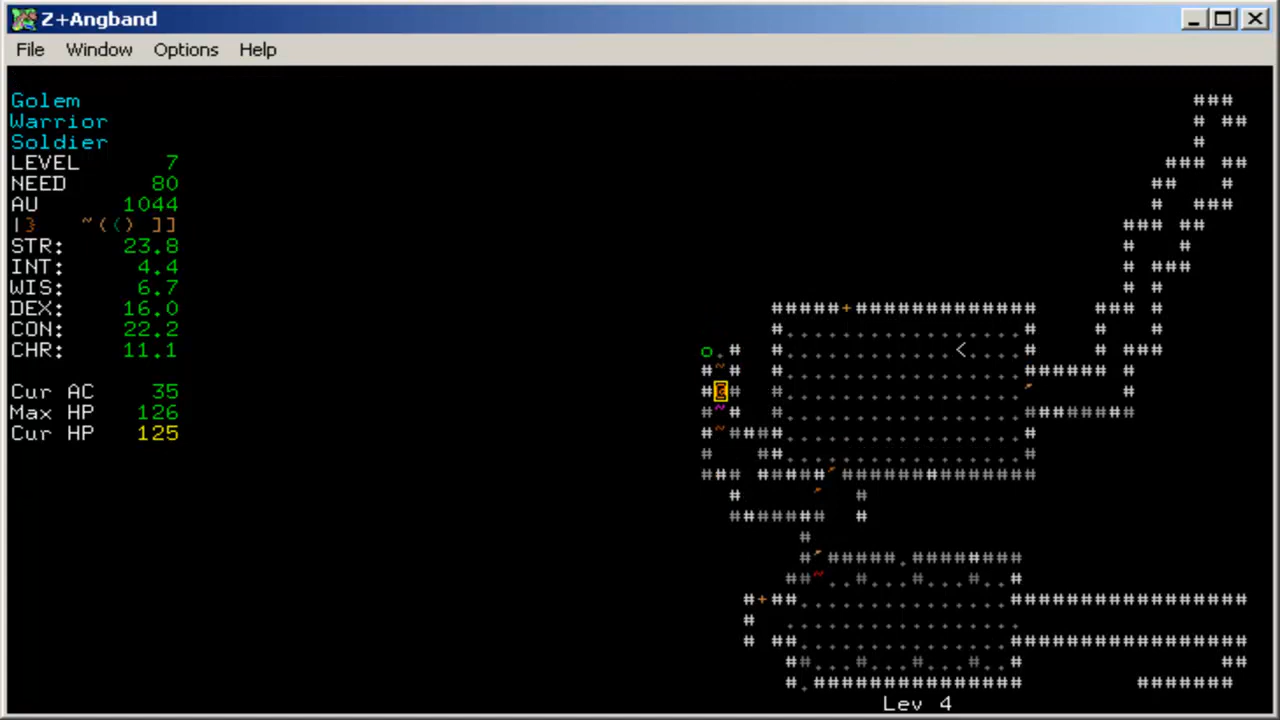 Z+Angband
File Window Options Help
Golem
Warrior
Soldier
LEVEL 7
NEED 80
AU 1044
|} ~(() ]]
STR: 23.8
INT: 4.4
WIS: 6.7
DEX: 16.0
CON: 22.2
CHR: 11.1
Cur AC 35
Max HP 126
Cur HP 125
Lev 4